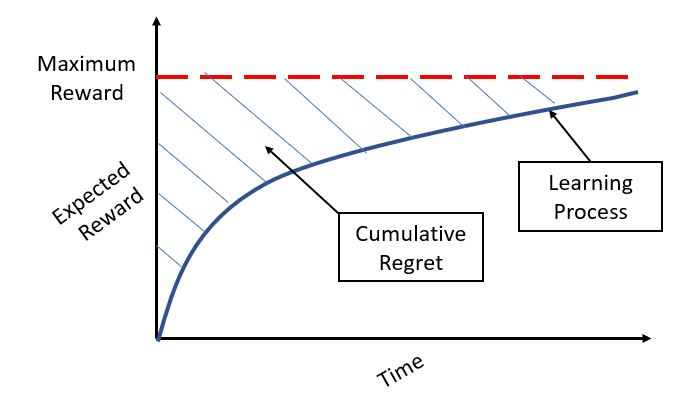 Maximum
Reward
Expected
Reward
Cumulative
Regret
Learning
Process
Time